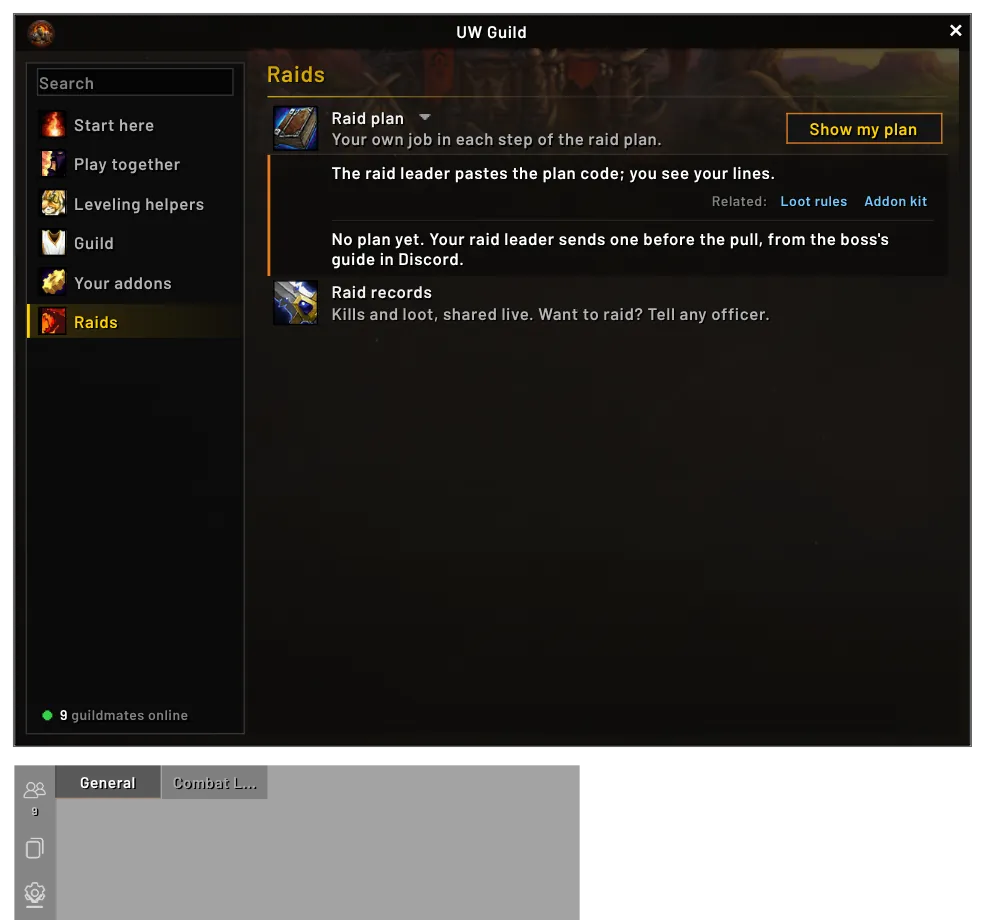 UW Guild
Search
Start here
Play together
Leveling helpers
Guild
Your addons
Raids
9 guildmates online
Raids
Raid plan
Your own job in each step of the raid plan.
Show my plan
The raid leader pastes the plan code; you see your lines.
Related: Loot rules Addon kit
No plan yet. Your raid leader sends one before the pull, from the boss's
guide in Discord.
Raid records
Kills and loot, shared live. Want to raid? Tell any officer.
9
General
Combat L...